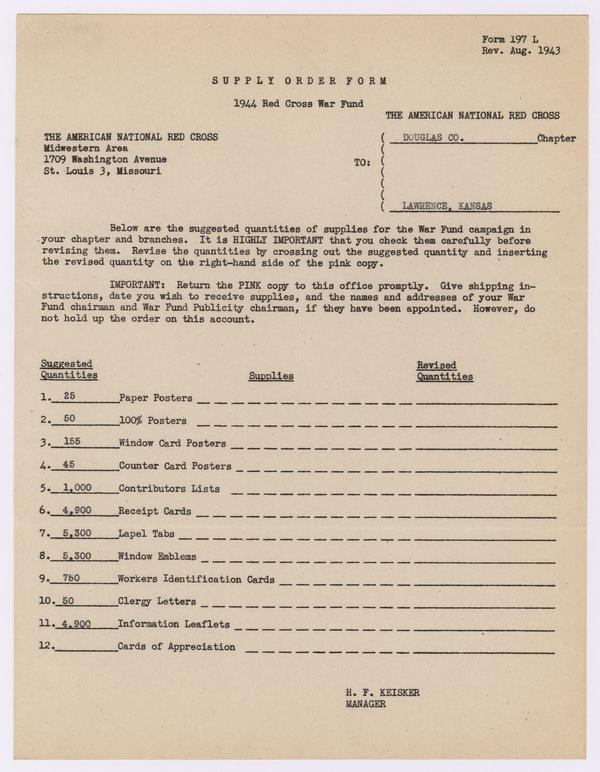 Form 197 L
Rev. Aug. 1943
SUPPLY ORDER FORM
1944 Red Cross War Fund
THE AMERICAN NATIONAL RED CROSS
THE AMERICAN NATIONAL RED CROSS
Midwestern Area
1709 Washington Avenue
St. Louis 3, Missouri
TO:
( DOUGLAS CO. Chapter
(
(
(
(
(
( LAWRENCE, KANSAS
Below are the suggested quantities of supplies for the War Fund campaign in
your chapter and branches. It is HIGHLY IMPORTANT that you check them carefully before
revising them. Revise the quantities by crossing out the suggested quantity and inserting
the revised quantity on the right-hand side of the pink copy.
IMPORTANT: Return the PINK copy to this office promptly. Give shipping in-
structions, date you wish to receive supplies, and the names and addresses of your War
Fund chairman and War Fund Publicity chairman, if they have been appointed. However, do
not hold up the order on this account.
Suggested Quantities Supplies Revised Quantities
1. 25 Paper Posters
2. 50 100% Posters
3. 155 Window Card Posters
4. 45 Counter Card Posters
5. 1,000 Contributors Lists
6. 4,900 Receipt Cards
7. 5,300 Lapel Tabs
8. 5,300 Window Emblems
9. 750 Workers Identification Cards
10. 50 Clergy Letters
11. 4,900 Information Leaflets
12. Cards of Appreciation
H. F. KEISKER
MANAGER